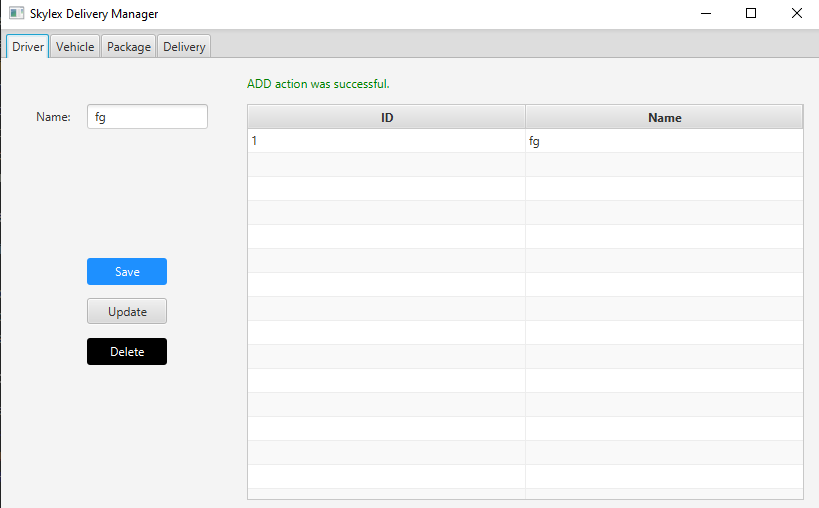 Skylex Delivery Manager
Driver Vehicle Package Delivery
ADD action was successful.
Name: fg
ID Name
1 fg
Save
Update
Delete